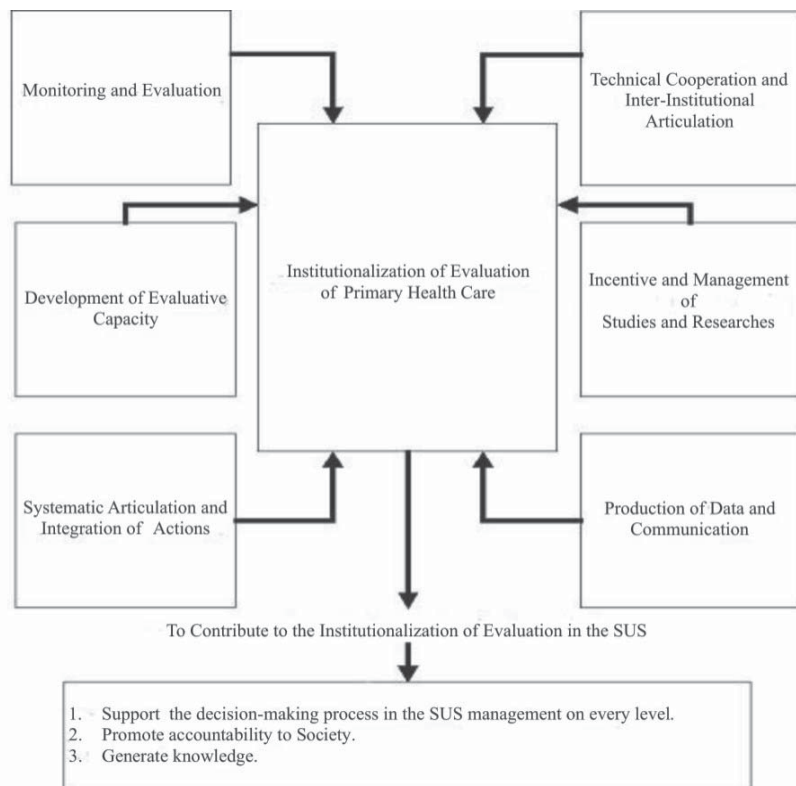 Monitoring and Evaluation
Technical Cooperation and
Inter-Institutional
Articulation
Institutionalization of Evaluation
of Primary Health Care
Development of Evaluative
Capacity
Incentive and Management
of
Studies and Researches
Systematic Articulation and
Integration of Actions
Production of Data and
Communication
To Contribute to the Institutionalization of Evaluation in the SUS
1. Support the decision-making process in the SUS management on every level.
2. Promote accountability to Society.
3. Generate knowledge.